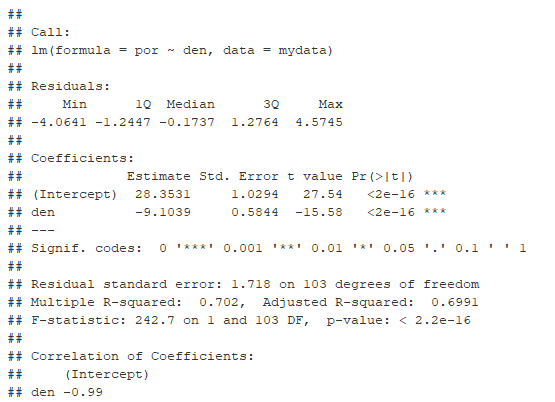 ##
## Call:
## lm(formula = por ~ den, data = mydata)
##
## Residuals:
##     Min      1Q  Median      3Q     Max
## -4.0641 -1.2447 -0.1737  1.2764  4.5745
##
## Coefficients:
##             Estimate Std. Error t value Pr(>|t|)
## (Intercept)  28.3531     1.0294   27.54   <2e-16 ***
## den          -9.1039     0.5844  -15.58   <2e-16 ***
## ---
## Signif. codes:  0 '***' 0.001 '**' 0.01 '*' 0.05 '.' 0.1 ' ' 1
##
## Residual standard error: 1.718 on 103 degrees of freedom
## Multiple R-squared:  0.702, Adjusted R-squared:  0.6991
## F-statistic: 242.7 on 1 and 103 DF,  p-value: < 2.2e-16
##
## Correlation of Coefficients:
##     (Intercept)
## den -0.99